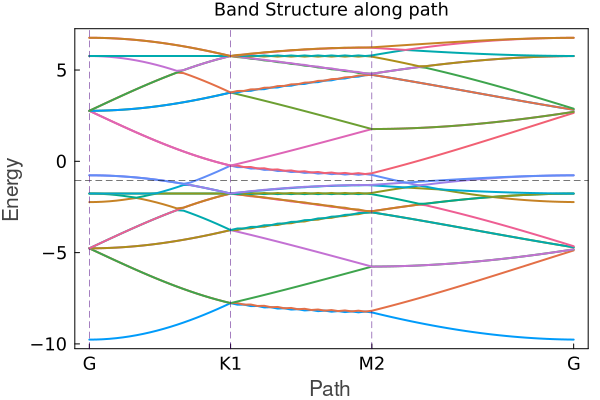 Band Structure along path
Energy
5
0
−5
−10
G K1 M2 G
Path